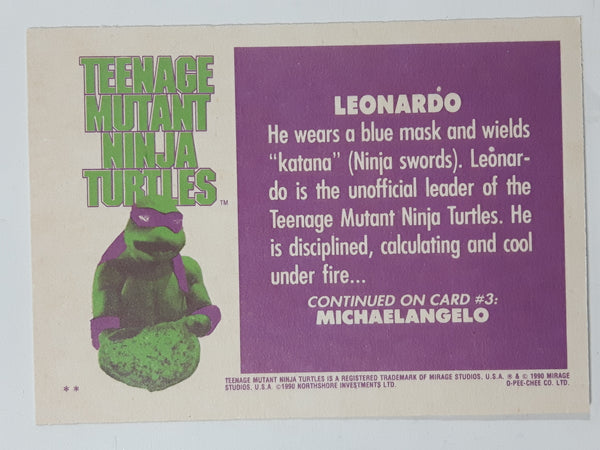 TEENAGE
MUTANT
NINJA
TURTLES™
LEONARDO
He wears a blue mask and wields
"katana" (Ninja swords). Leonar-
do is the unofficial leader of the
Teenage Mutant Ninja Turtles. He
is disciplined, calculating and cool
under fire...
CONTINUED ON CARD #3:
MICHAELANGELO
TEENAGE MUTANT NINJA TURTLES IS A REGISTERED TRADEMARK OF MIRAGE STUDIOS, U.S.A. ® & © 1990 MIRAGE
STUDIOS, U.S.A. ©1990 NORTHSHORE INVESTMENTS LTD. O-PEE-CHEE CO. LTD.
* *